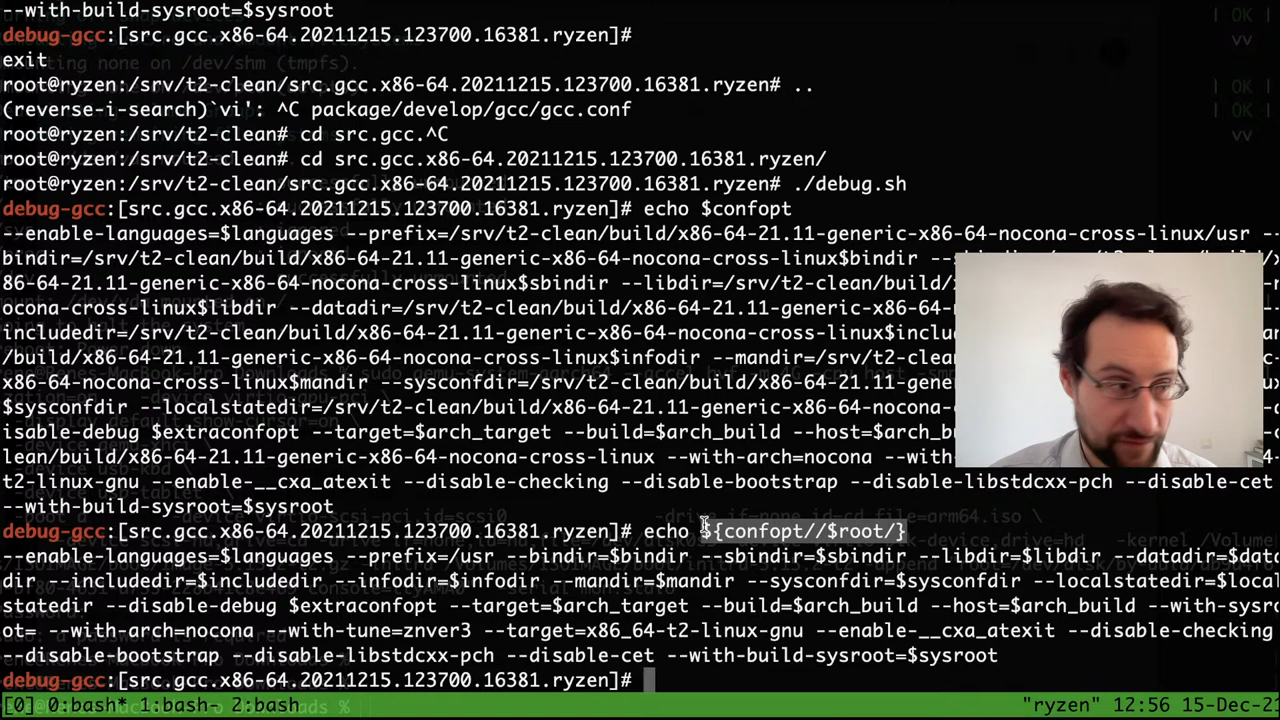 --with-build-sysroot=$sysroot
debug-gcc:[src.gcc.x86-64.20211215.123700.16381.ryzen]#
exit
root@ryzen:/srv/t2-clean/src.gcc.x86-64.20211215.123700.16381.ryzen# ..
(reverse-i-search)`vi': ^C package/develop/gcc/gcc.conf
root@ryzen:/srv/t2-clean# cd src.gcc.^C
root@ryzen:/srv/t2-clean# cd src.gcc.x86-64.20211215.123700.16381.ryzen/
root@ryzen:/srv/t2-clean/src.gcc.x86-64.20211215.123700.16381.ryzen# ./debug.sh
debug-gcc:[src.gcc.x86-64.20211215.123700.16381.ryzen]# echo $confopt
--enable-languages=$languages --prefix=/srv/t2-clean/build/x86-64-21.11-generic-x86-64-nocona-cross-linux/usr --
bindir=/srv/t2-clean/build/x86-64-21.11-generic-x86-64-nocona-cross-linux$bindir
86-64-21.11-generic-x86-64-nocona-cross-linux$sbindir --libdir=/srv/t2-clean/build/
ocona-cross-linux$libdir --datadir=/srv/t2-clean/build/x86-64-21.11-generic-x86-64-
cludedir=/srv/t2-clean/build/x86-64-21.11-generic-x86-64-nocona-cross-linux$inclu
/build/x86-64-21.11-generic-x86-64-nocona-cross-linux$infodir --mandir=/srv/t2-clea
x86-64-nocona-cross-linux$mandir --sysconfdir=/srv/t2-clean/build/x86-64-21.11-gene
$sysconfdir --localstatedir=/srv/t2-clean/build/x86-64-21.11-generic-x86-64-nocona
isable-debug $extraconfopt --target=$arch_target --build=$arch_build --host=$arch_
lean/build/x86-64-21.11-generic-x86-64-nocona-cross-linux --with-arch=nocona --with-
t2-linux-gnu --enable-__cxa_atexit --disable-checking --disable-bootstrap --disable-libstdcxx-pch --disable-cet
--with-build-sysroot=$sysroot
debug-gcc:[src.gcc.x86-64.20211215.123700.16381.ryzen]# echo ${confopt//$root/}
--enable-languages=$languages --prefix=/usr --bindir=$bindir --sbindir=$sbindir --libdir=$libdir --datadir=$data
dir --includedir=$includedir --infodir=$infodir --mandir=$mandir --sysconfdir=$sysconfdir --localstatedir=$local
statedir --disable-debug $extraconfopt --target=$arch_target --build=$arch_build --host=$arch_build --with-sysro
ot= --with-arch=nocona --with-tune=znver3 --target=x86_64-t2-linux-gnu --enable-__cxa_atexit --disable-checking
--disable-bootstrap --disable-libstdcxx-pch --disable-cet --with-build-sysroot=$sysroot
debug-gcc:[src.gcc.x86-64.20211215.123700.16381.ryzen]#
[0] 0:bash* 1:bash- 2:bash "ryzen" 12:56 15-Dec-21